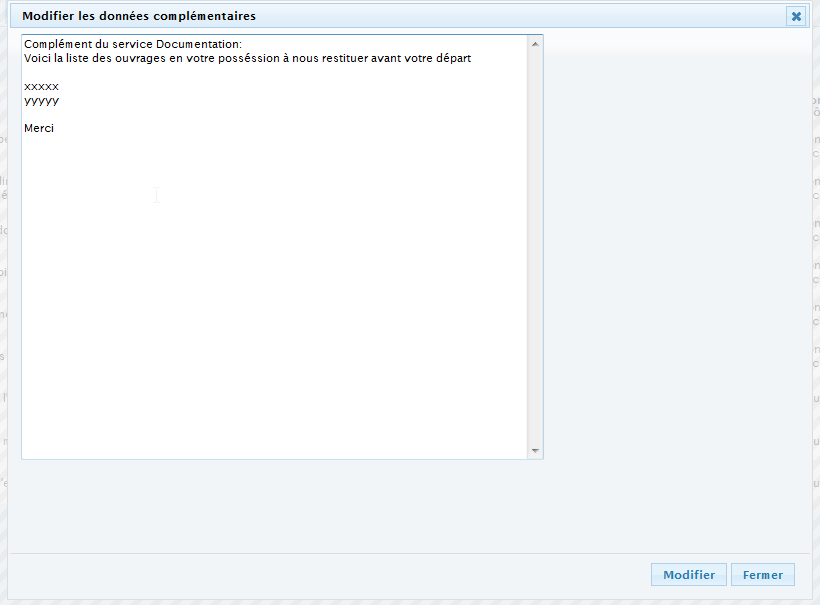 Modifier les données complémentaires
Complément du service Documentation:
Voici la liste des ouvrages en votre posséssion à nous restituer avant votre départ
xxxxx
yyyyy
Merci
Modifier
Fermer